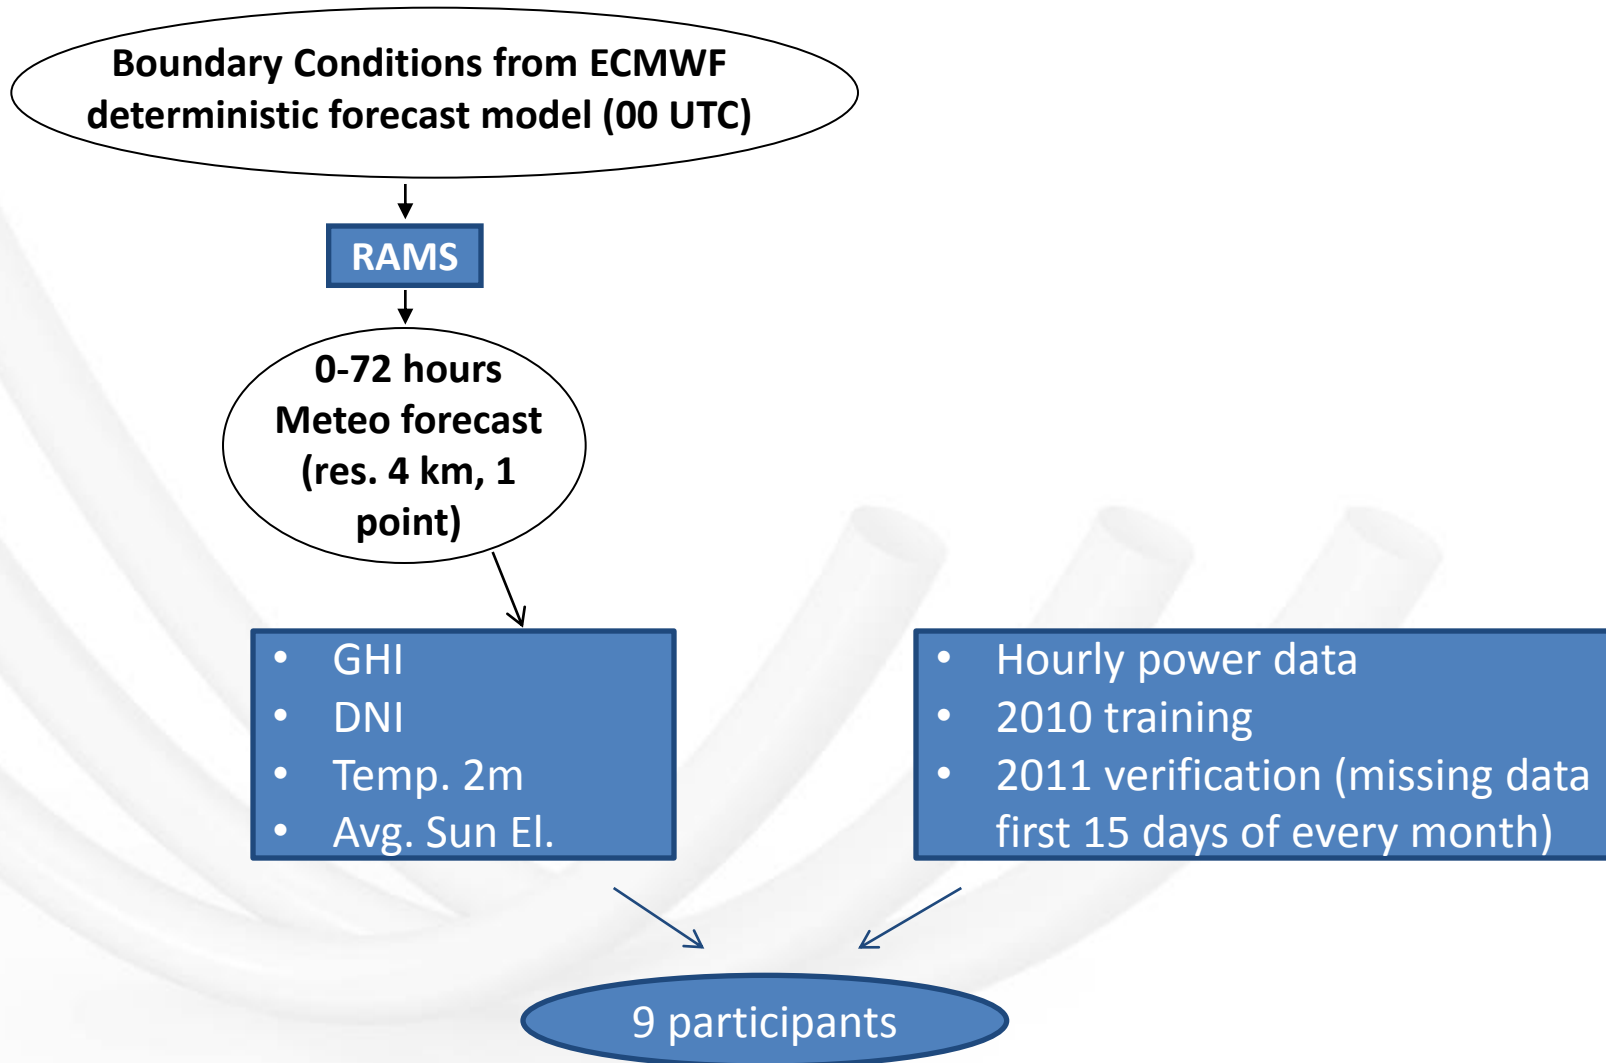 Boundary Conditions from ECMWF
deterministic forecast model (00 UTC)
RAMS
0-72 hours
Meteo forecast
(res. 4 km, 1
point)
• GHI
• DNI
• Temp. 2m
• Avg. Sun El.
• Hourly power data
• 2010 training
• 2011 verification (missing data
first 15 days of every month)
9 participants